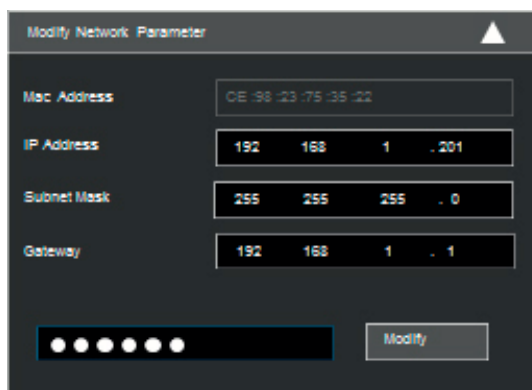 Modify Network Parameter
Mac Address CE :98 :23 :75 :35 :22
IP Address 192 168 1 . 201
Subnet Mask 255 255 255 . 0
Gateway 192 168 1 . 1
●●●●●● Modify